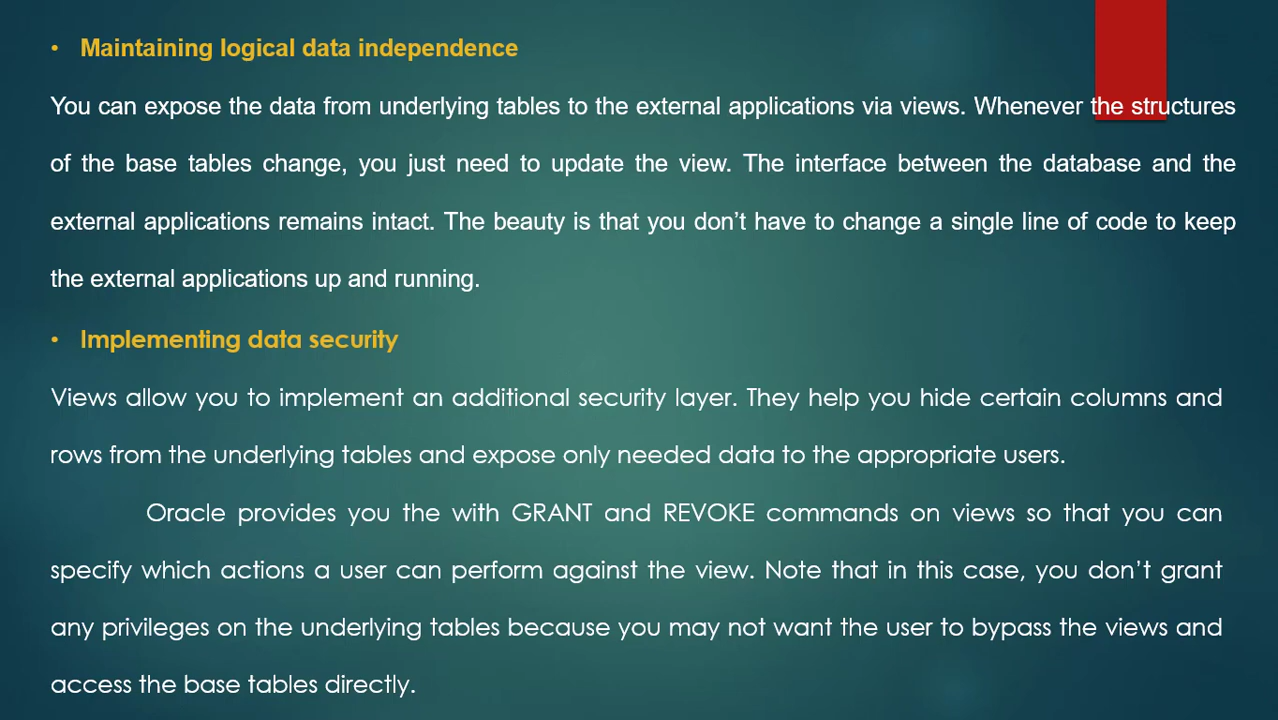 • Maintaining logical data independence
You can expose the data from underlying tables to the external applications via views. Whenever the structures
of the base tables change, you just need to update the view. The interface between the database and the
external applications remains intact. The beauty is that you don’t have to change a single line of code to keep
the external applications up and running.
• Implementing data security
Views allow you to implement an additional security layer. They help you hide certain columns and
rows from the underlying tables and expose only needed data to the appropriate users.
Oracle provides you the with GRANT and REVOKE commands on views so that you can
specify which actions a user can perform against the view. Note that in this case, you don’t grant
any privileges on the underlying tables because you may not want the user to bypass the views and
access the base tables directly.